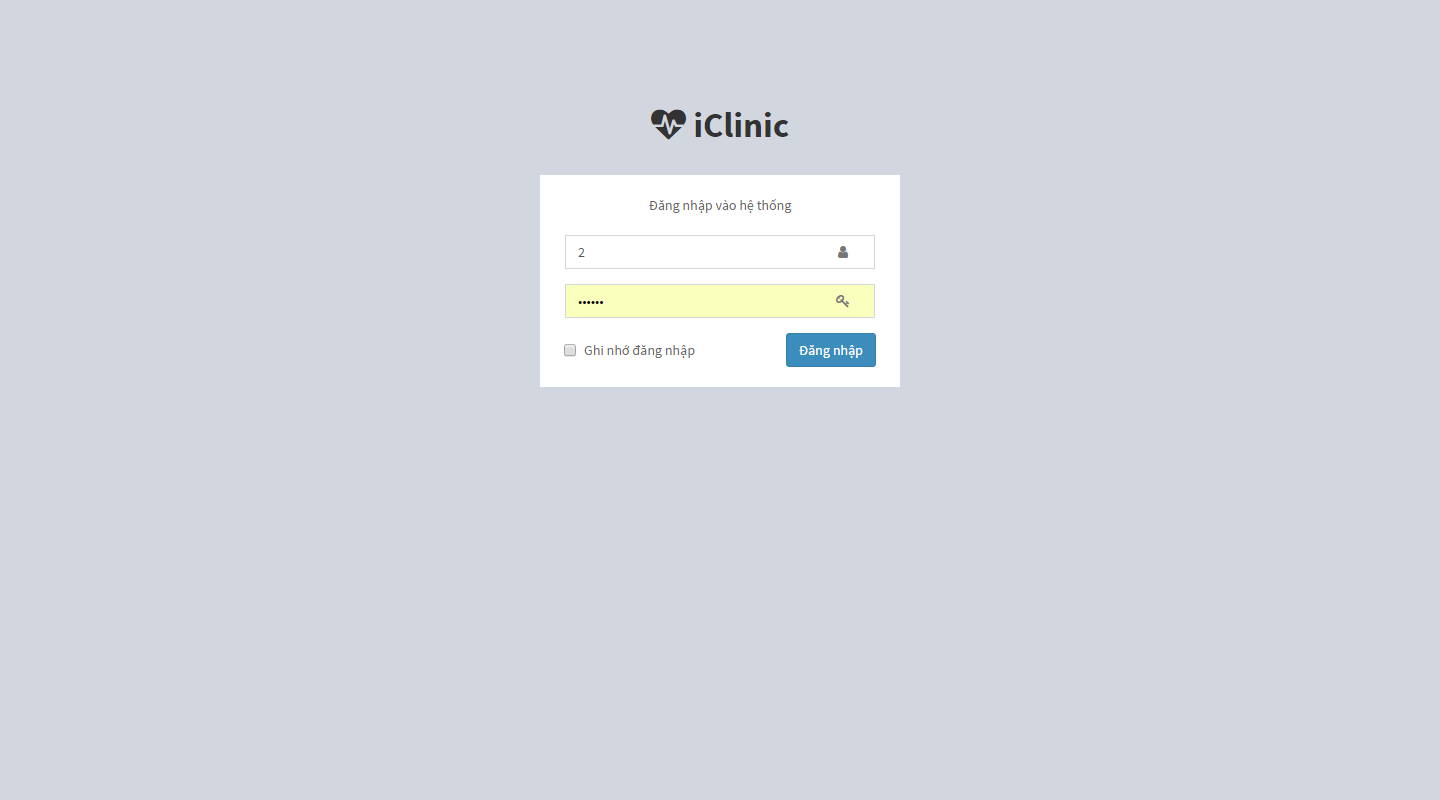 iClinic
Đăng nhập vào hệ thống
2
••••••
Ghi nhớ đăng nhập
Đăng nhập